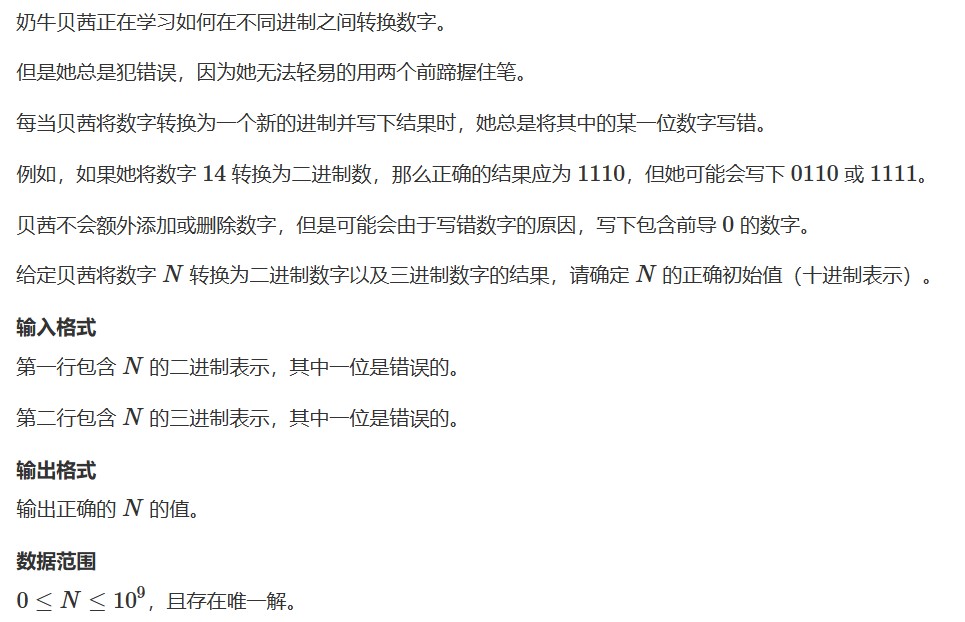 奶牛贝茜正在学习如何在不同进制之间转换数字。
但是她总是犯错误，因为她无法轻易的用两个前蹄握住笔。
每当贝茜将数字转换为一个新的进制并写下结果时，她总是将其中的某一位数字写错。
例如，如果她将数字 14 转换为二进制数，那么正确的结果应为 1110，但她可能会写下 0110 或 1111。
贝茜不会额外添加或删除数字，但是可能会由于写错数字的原因，写下包含前导 0 的数字。
给定贝茜将数字 N 转换为二进制数字以及三进制数字的结果，请确定 N 的正确初始值（十进制表示）。
输入格式
第一行包含 N 的二进制表示，其中一位是错误的。
第二行包含 N 的三进制表示，其中一位是错误的。
输出格式
输出正确的 N 的值。
数据范围
0 ≤ N ≤ 10⁹，且存在唯一解。